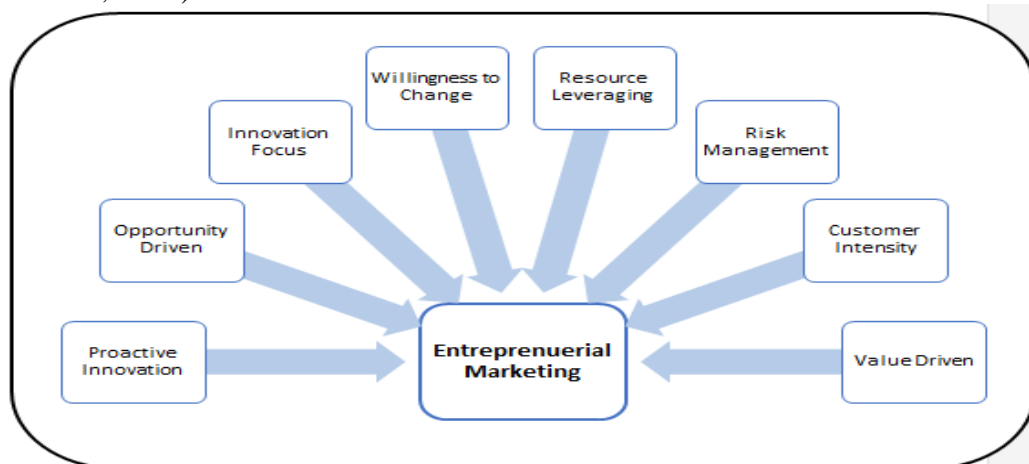 Willingness to
Change
Resource
Leveraging
Innovation
Focus
Risk
Management
Opportunity
Driven
Customer
Intensity
Proactive
Innovation
Entreprenuerial
Marketing
Value Driven